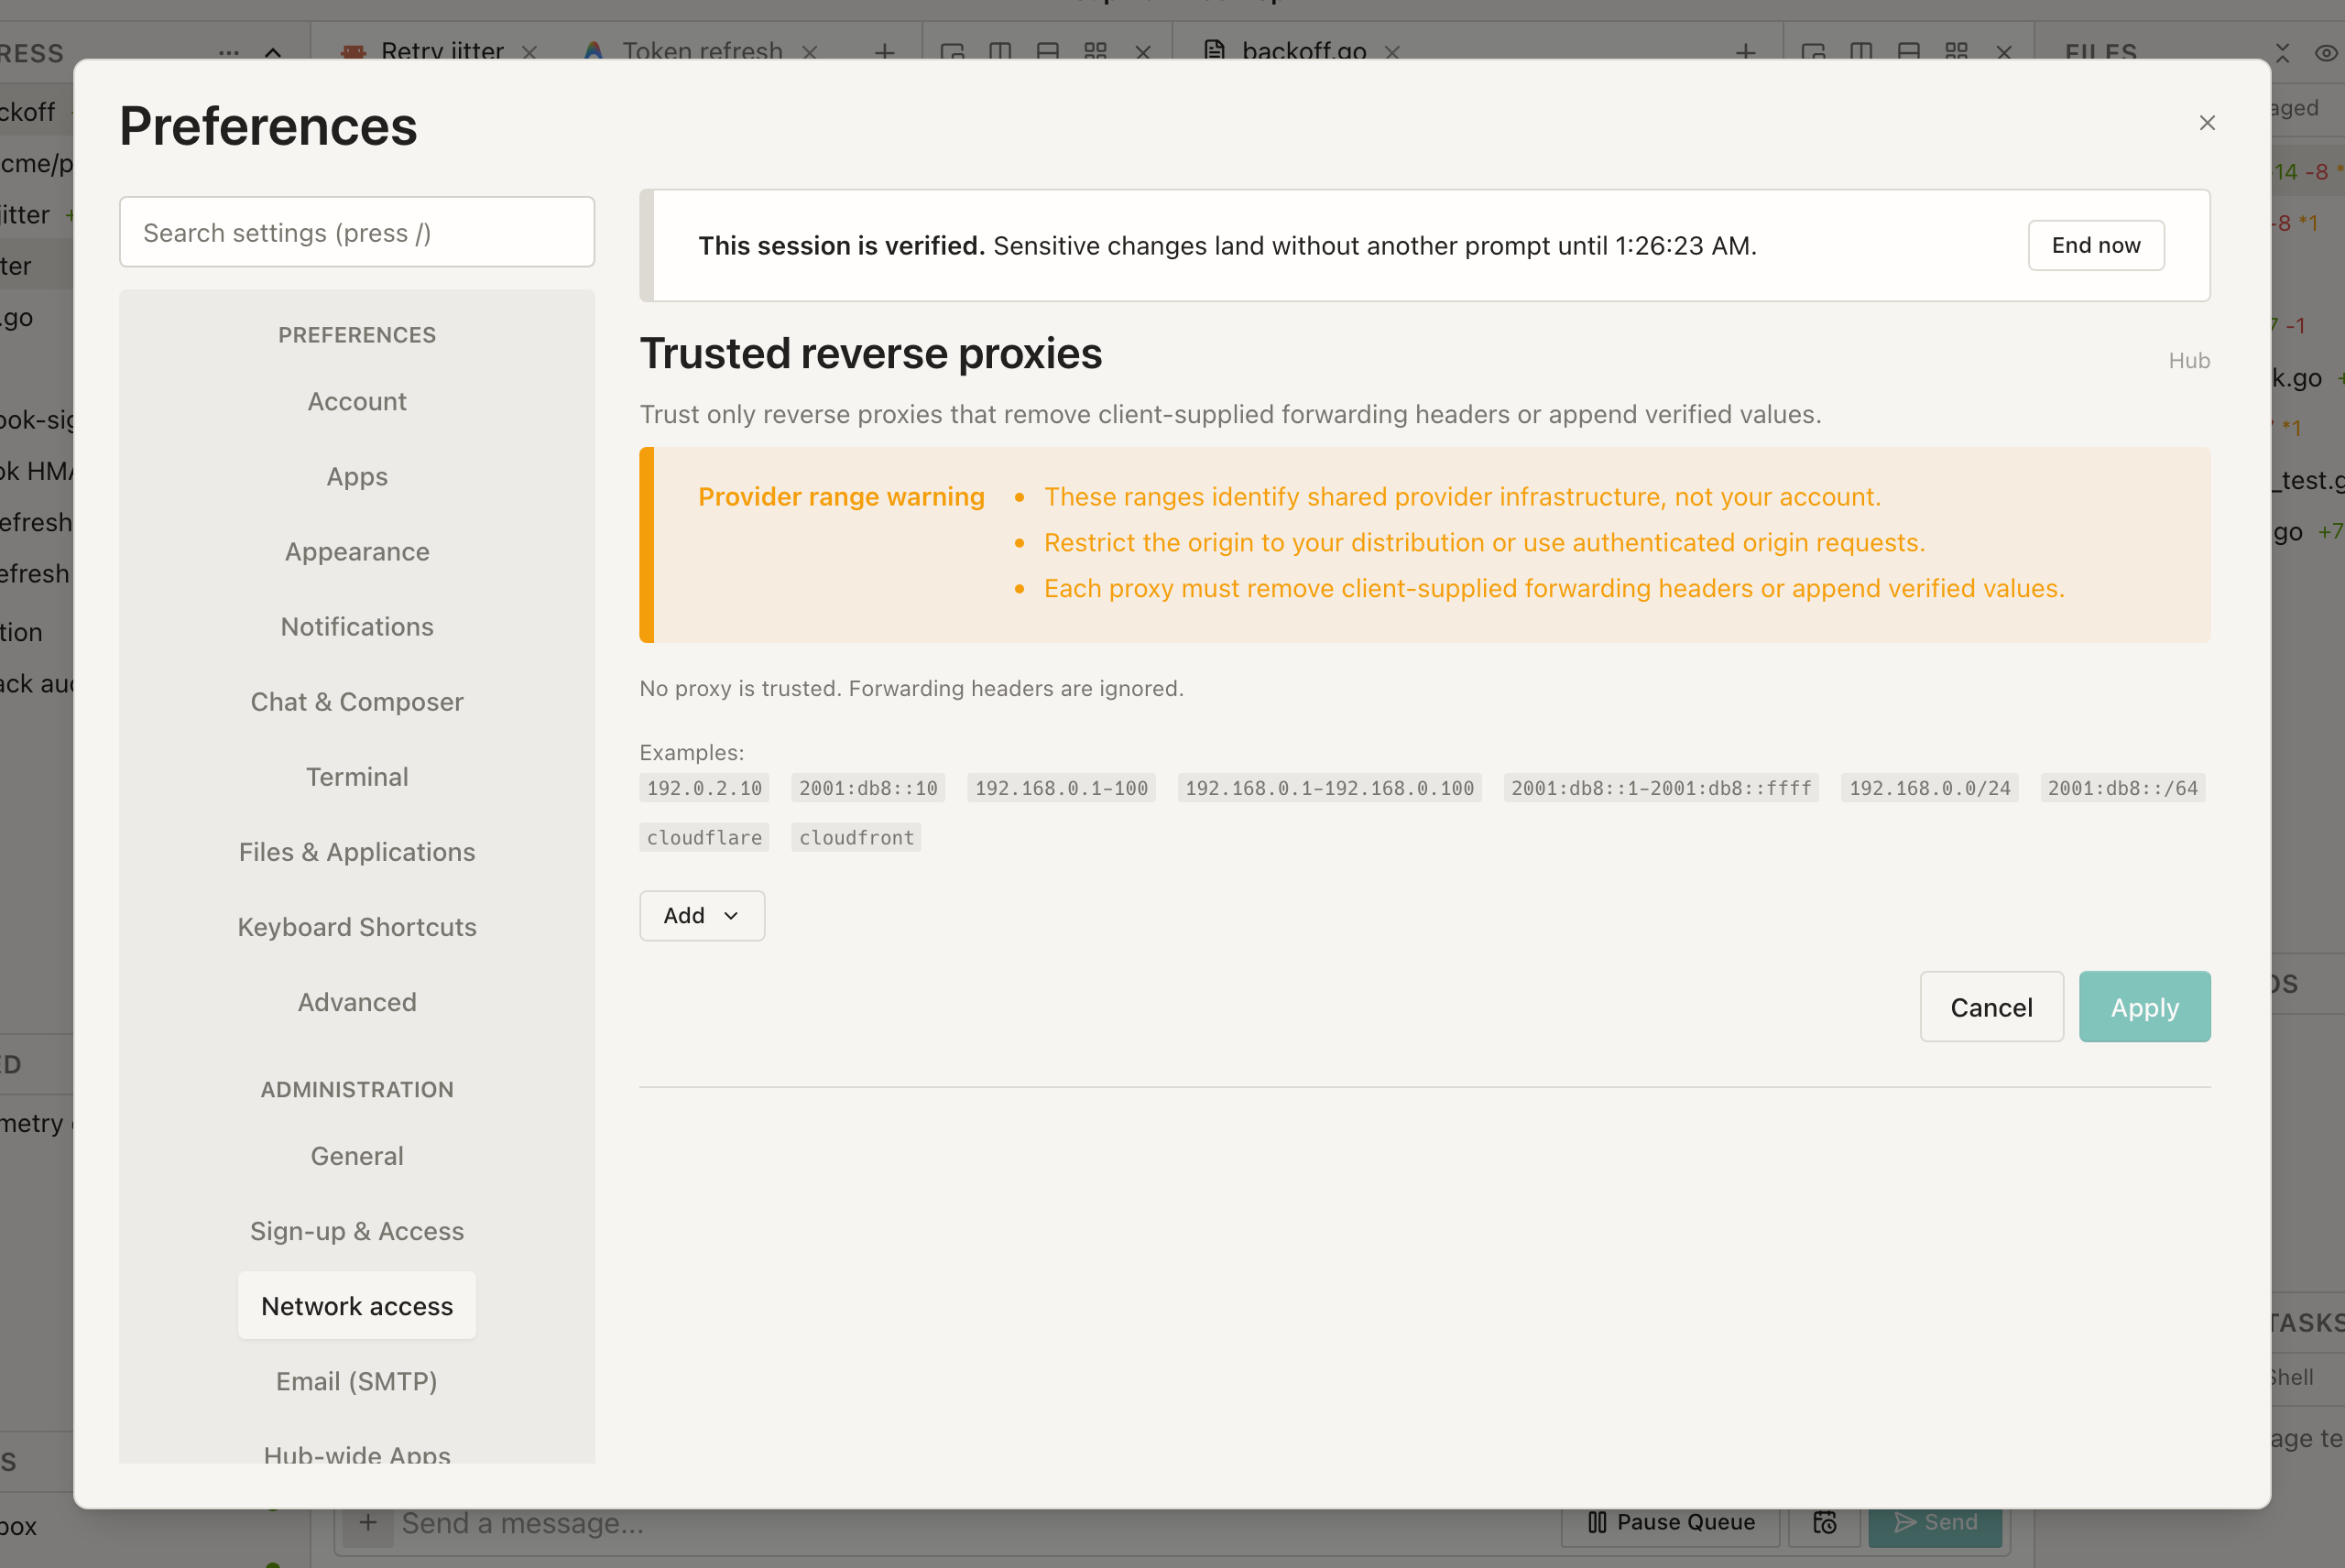 Retry jitter
Token refresh
backoff.go
FILES
Preferences
Search settings (press /)
PREFERENCES
Account
Apps
Appearance
Notifications
Chat & Composer
Terminal
Files & Applications
Keyboard Shortcuts
Advanced
ADMINISTRATION
General
Sign-up & Access
Network access
Email (SMTP)
Hub-wide Apps
This session is verified. Sensitive changes land without another prompt until 1:26:23 AM.
End now
Trusted reverse proxies
Hub
Trust only reverse proxies that remove client-supplied forwarding headers or append verified values.
Provider range warning
• These ranges identify shared provider infrastructure, not your account.
• Restrict the origin to your distribution or use authenticated origin requests.
• Each proxy must remove client-supplied forwarding headers or append verified values.
No proxy is trusted. Forwarding headers are ignored.
Examples:
192.0.2.10 2001:db8::10 192.168.0.1-100 192.168.0.1-192.168.0.100 2001:db8::1-2001:db8::ffff 192.168.0.0/24 2001:db8::/64
cloudflare cloudfront
Add
Cancel
Apply
-14 -8
-8 *1
-1
*1
TASKS
Send a message...
Pause Queue
Send